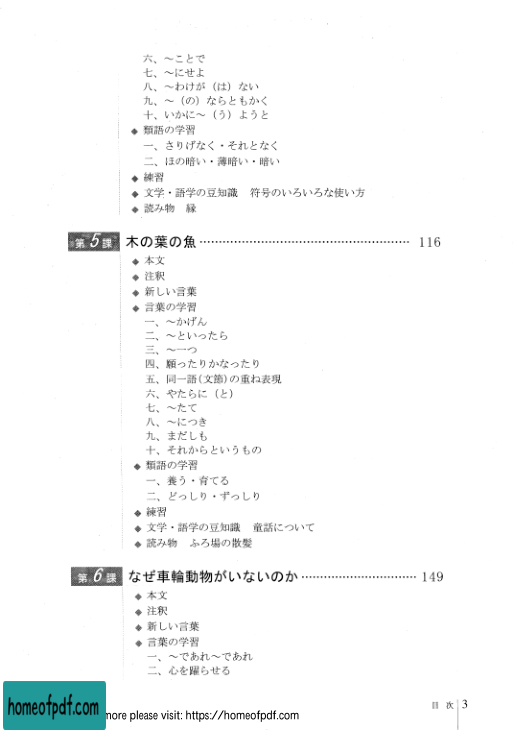 六、～ことで
七、～にせよ
八、～わけが（は）ない
九、～（の）ならともかく
十、いかに～（う）ようと
◆ 類語の学習
一、さりげなく・それとなく
二、ほの暗い・薄暗い・暗い
◆ 練習
◆ 文学・語学の豆知識　符号のいろいろな使い方
◆ 読み物　縁
第5課 木の葉の魚…………………………………………… 116
◆ 本文
◆ 注釈
◆ 新しい言葉
◆ 言葉の学習
一、～かげん
二、～といったら
三、～一つ
四、願ったりかなったり
五、同一語（文節）の重ね表現
六、やたらに（と）
七、～たて
八、～につき
九、まだしも
十、それからというもの
◆ 類語の学習
一、養う・育てる
二、どっしり・ずっしり
◆ 練習
◆ 文学・語学の豆知識　童話について
◆ 読み物　ふろ場の散髪
第6課 なぜ車輪動物がいないのか………………………… 149
◆ 本文
◆ 注釈
◆ 新しい言葉
◆ 言葉の学習
一、～であれ～であれ
二、心を躍らせる
目 次 3
homeofpdf.com
more please visit: https://homeofpdf.com